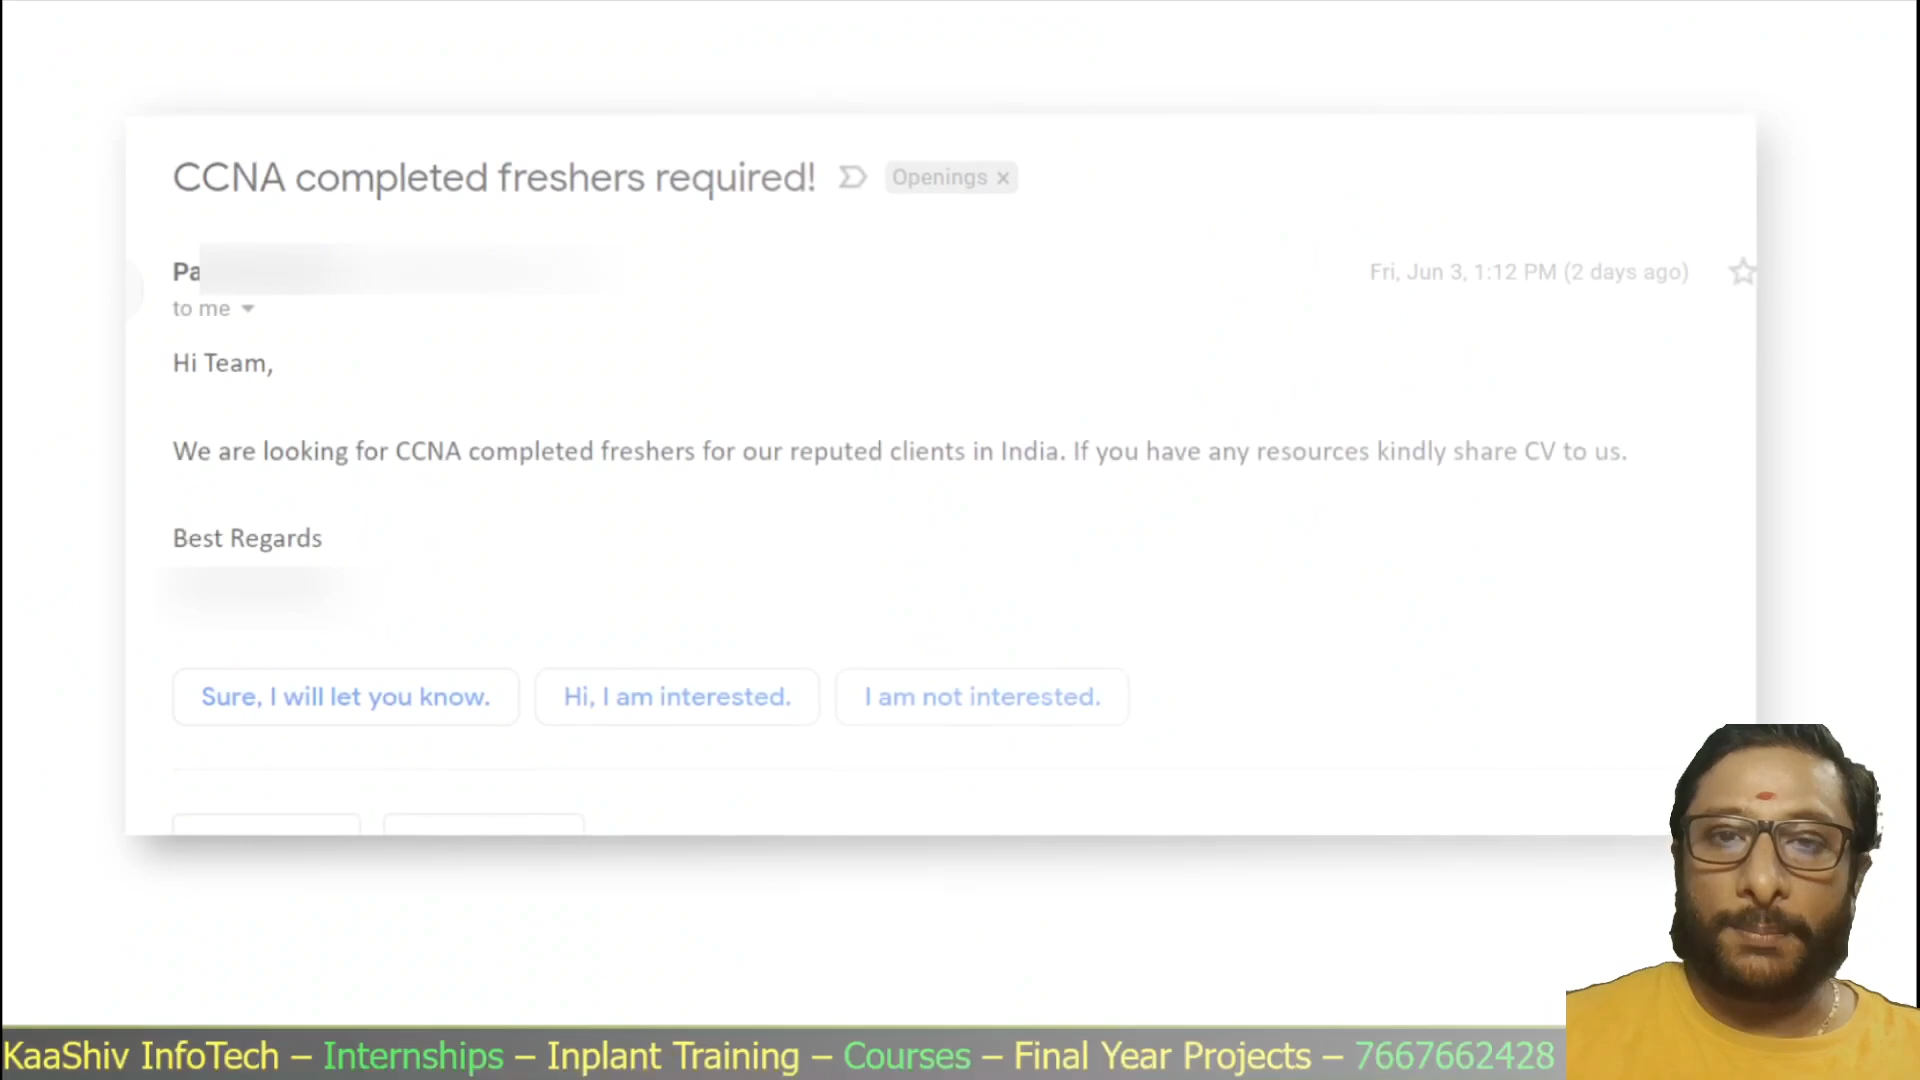 CCNA completed freshers required! Openings ×
Pa
Fri, Jun 3, 1:12 PM (2 days ago)
to me
Hi Team,
We are looking for CCNA completed freshers for our reputed clients in India. If you have any resources kindly share CV to us.
Best Regards
Sure, I will let you know. Hi, I am interested. I am not interested.
KaaShiv InfoTech – Internships – Inplant Training – Courses – Final Year Projects – 7667662428